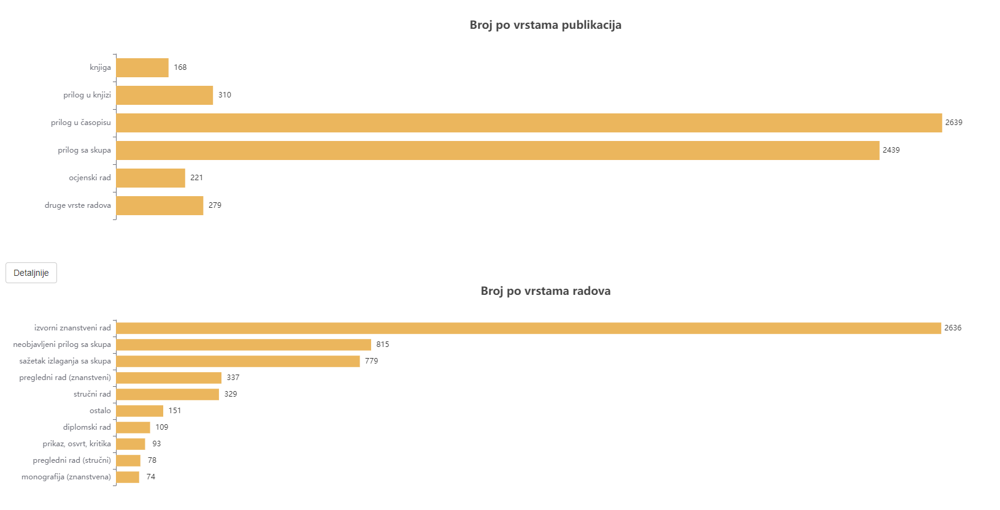 Broj po vrstama publikacija
knjiga 168
prilog u knjizi 310
prilog u časopisu 2639
prilog sa skupa 2439
ocjenski rad 221
druge vrste radova 279
Detaljnije
Broj po vrstama radova
izvorni znanstveni rad 2636
neobjavljeni prilog sa skupa 815
sažetak izlaganja sa skupa 779
pregledni rad (znanstveni) 337
stručni rad 329
ostalo 151
diplomski rad 109
prikaz, osvrt, kritika 93
pregledni rad (stručni) 78
monografija (znanstvena) 74